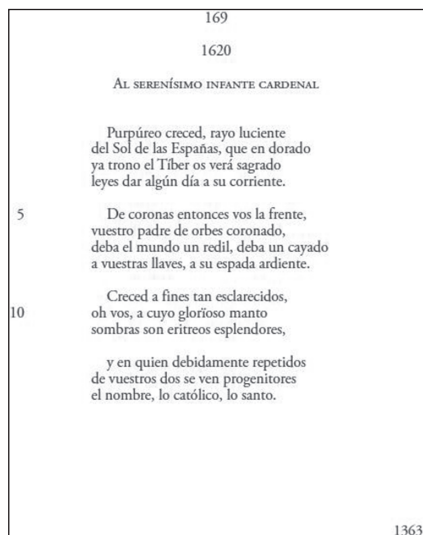 169
1620
Al serenísimo infante cardenal
Purpúreo creced, rayo luciente
del Sol de las Españas, que en dorado
ya trono el Tíber os verá sagrado
leyes dar algún día a su corriente.
5 De coronas entonces vos la frente,
vuestro padre de orbes coronado,
deba el mundo un redil, deba un cayado
a vuestras llaves, a su espada ardiente.
Creced a fines tan esclarecidos,
10 oh vos, a cuyo glorïoso manto
sombras son eritreos esplendores,
y en quien debidamente repetidos
de vuestros dos se ven progenitores
el nombre, lo católico, lo santo.
1363